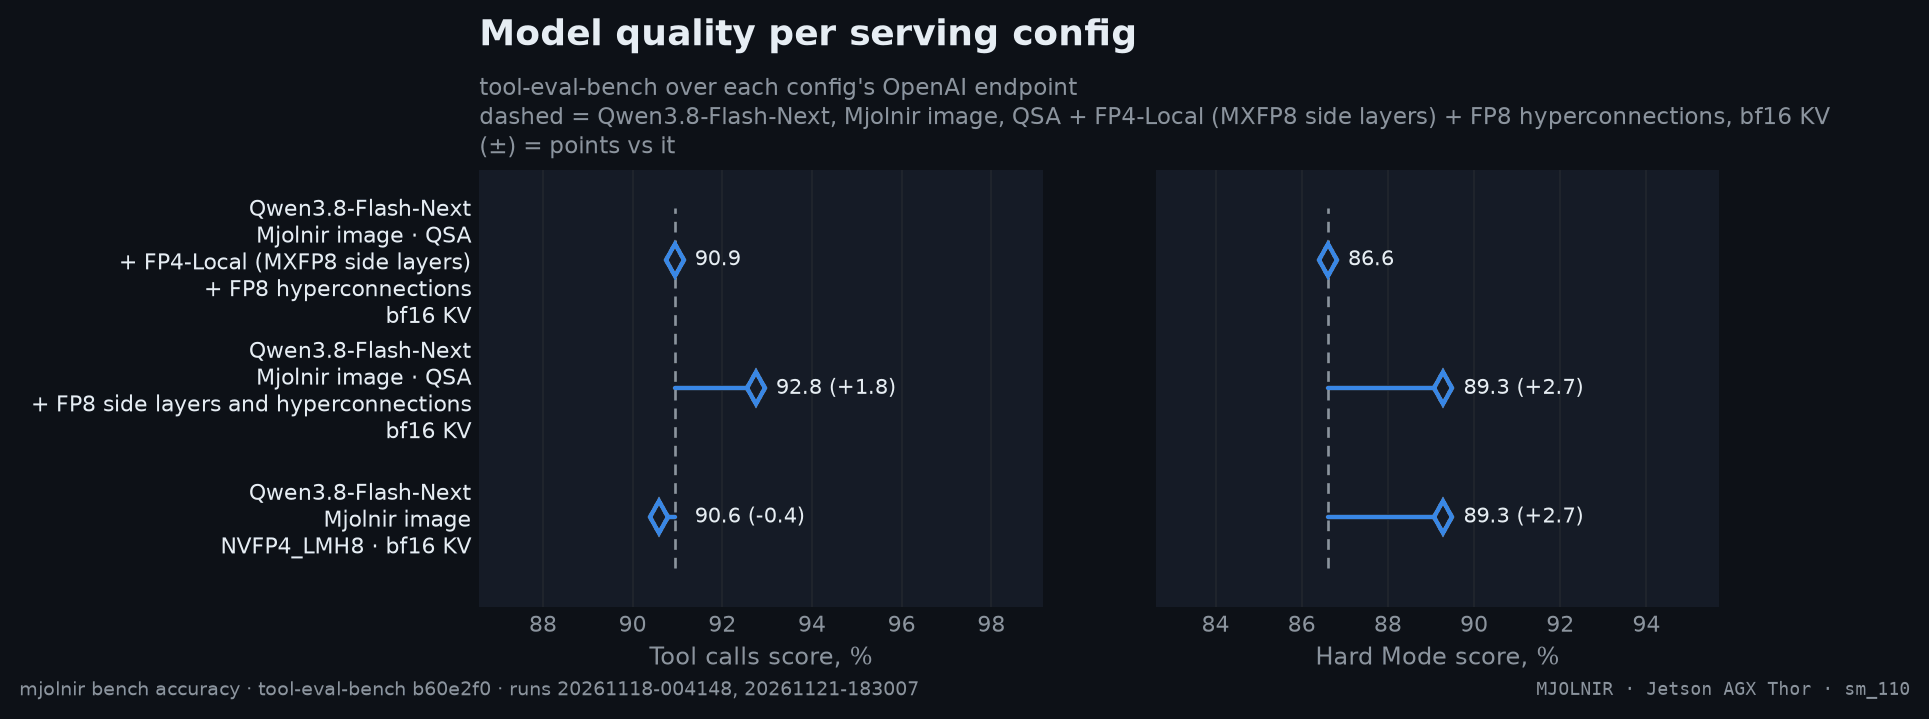 Model quality per serving config
tool-eval-bench over each config's OpenAI endpoint
dashed = Qwen3.8-Flash-Next, Mjolnir image, QSA + FP4-Local (MXFP8 side layers) + FP8 hyperconnections, bf16 KV
(±) = points vs it
Qwen3.8-Flash-Next
Mjolnir image · QSA
+ FP4-Local (MXFP8 side layers)
+ FP8 hyperconnections
bf16 KV
90.9
86.6
Qwen3.8-Flash-Next
Mjolnir image · QSA
+ FP8 side layers and hyperconnections
bf16 KV
92.8 (+1.8)
89.3 (+2.7)
Qwen3.8-Flash-Next
Mjolnir image
NVFP4_LMH8 · bf16 KV
90.6 (-0.4)
89.3 (+2.7)
88 90 92 94 96 98
84 86 88 90 92 94
Tool calls score, %
Hard Mode score, %
mjolnir bench accuracy · tool-eval-bench b60e2f0 · runs 20261118-004148, 20261121-183007
MJOLNIR · Jetson AGX Thor · sm_110